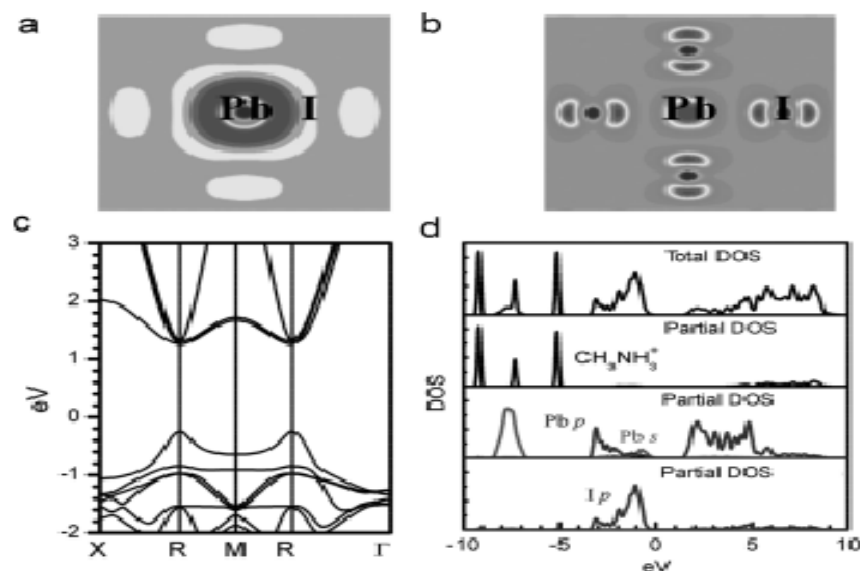 a
Pb I
b
Pb I
c
3
2
1
0
-1
-2
eV
X R M R Γ
d
Total DOS
Partial DOS
CH₃NH₃⁺
Partial DOS
Pb p
Pb s
Partial DOS
I p
DOS
-10 -5 0 5 10
eV